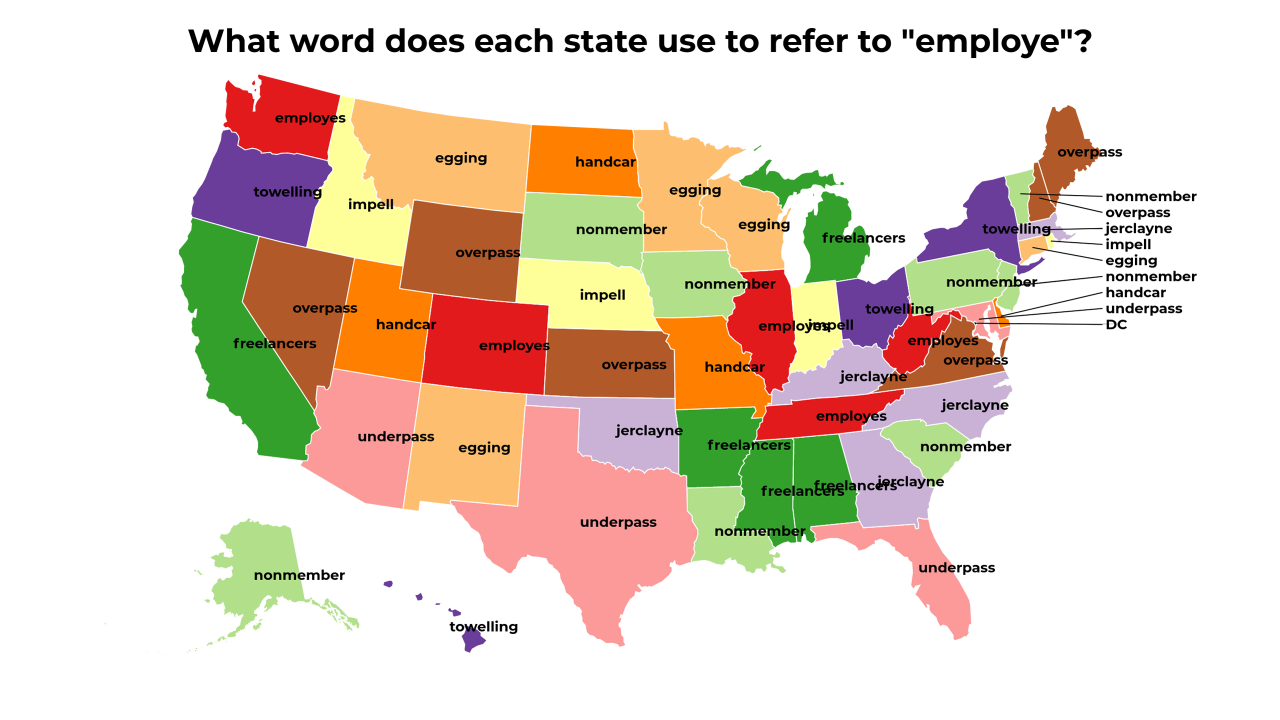 What word does each state use to refer to "employe"?
employes
egging
handcar
overpass
towelling
impell
egging
nonmember
overpass
egging
nonmember
towelling
jerclayne
freelancers
impell
overpass
egging
nonmember
nonmember
nonmember
impell
handcar
overpass
towelling
underpass
handcar
employes
impell
DC
freelancers
employes
employes
overpass
overpass
handcar
jerclayne
jerclayne
underpass
employes
jerclayne
egging
freelancers
nonmember
freelancers
freelancers
jerclayne
underpass
nonmember
underpass
nonmember
towelling